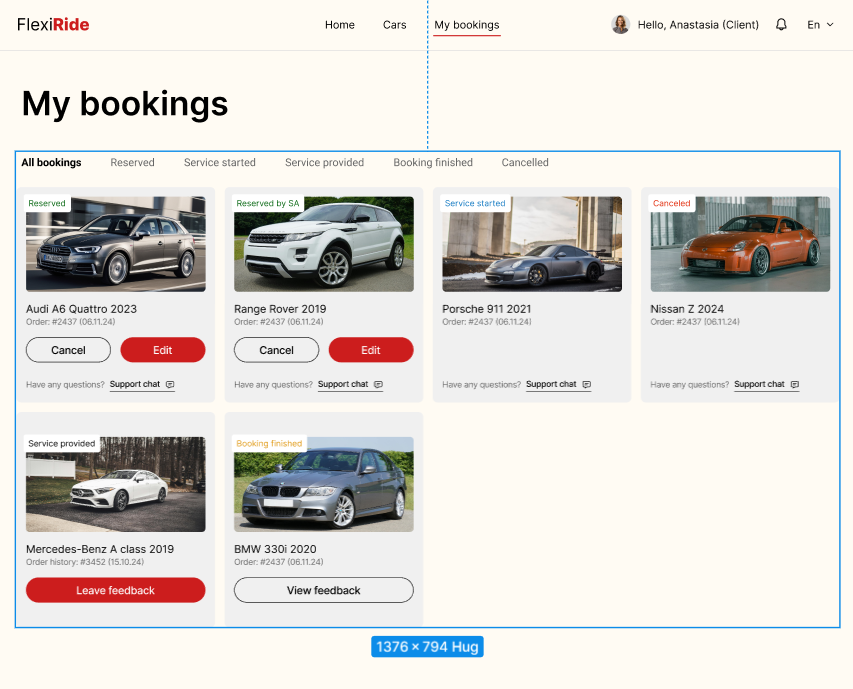 FlexiRide
Home Cars My bookings Hello, Anastasia (Client) En
My bookings
All bookings Reserved Service started Service provided Booking finished Cancelled
Reserved
Audi A6 Quattro 2023
Order: #2437 (06.11.24)
Cancel Edit
Have any questions? Support chat
Reserved by SA
Range Rover 2019
Order: #2437 (06.11.24)
Cancel Edit
Have any questions? Support chat
Service started
Porsche 911 2021
Order: #2437 (06.11.24)
Have any questions? Support chat
Canceled
Nissan Z 2024
Order: #2437 (06.11.24)
Have any questions? Support chat
Service provided
Mercedes-Benz A class 2019
Order history: #3452 (15.10.24)
Leave feedback
Booking finished
BMW 330i 2020
Order: #2437 (06.11.24)
View feedback
1376 × 794 Hug